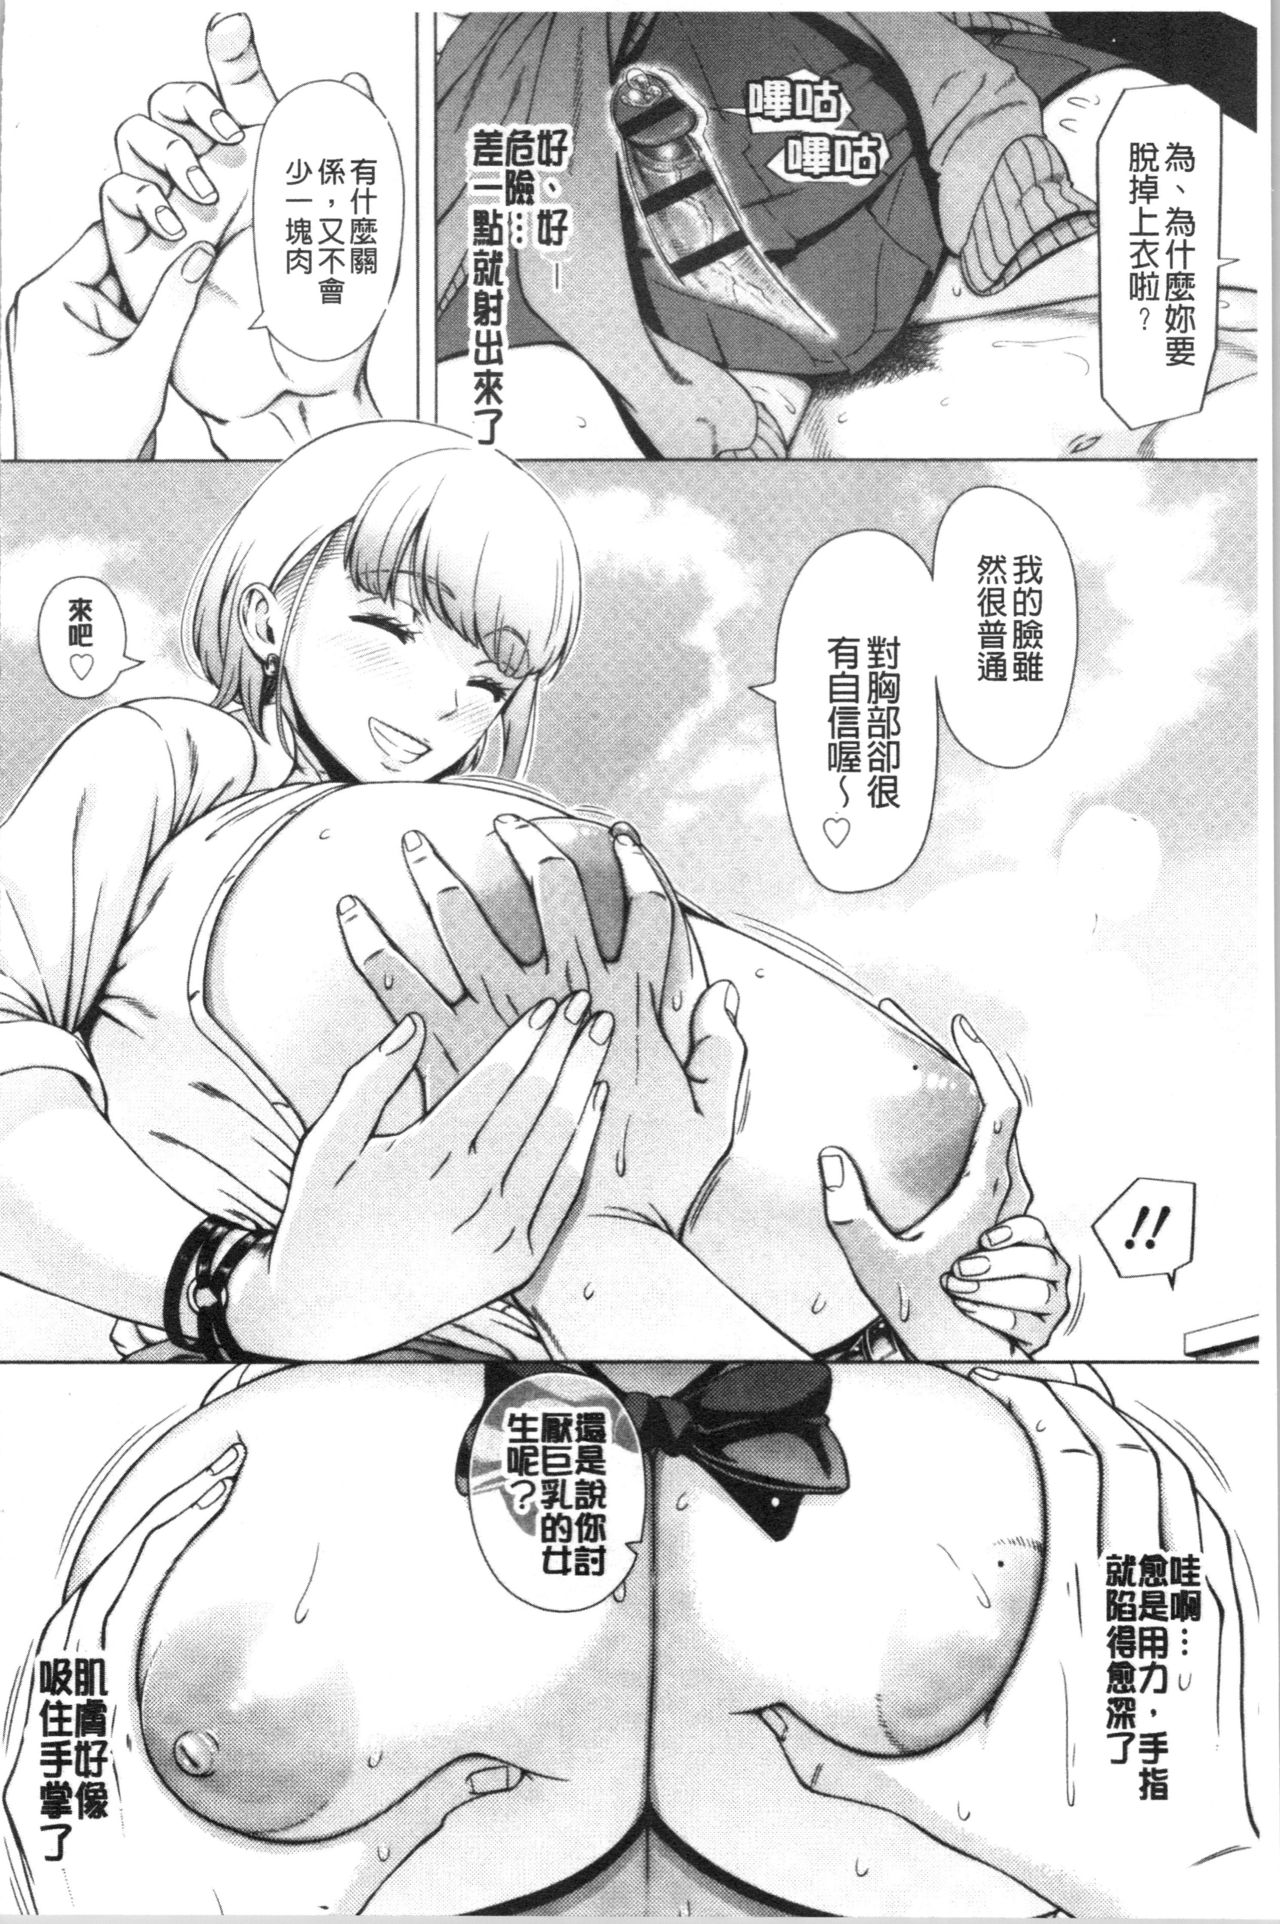 為、為什麼妳要
脫掉上衣啦？
嗶咕
嗶咕
好、好－
危險…
差一點就射出來了
有什麼關
係，又不會
少一塊肉
我的臉雖
然很普通
對胸部卻很
有自信喔～♡
來吧♡
!!
還是說你討
厭巨乳的女
生呢？
哇啊…
愈是用力，手指
就陷得愈深了
肌膚好像
吸住手掌了